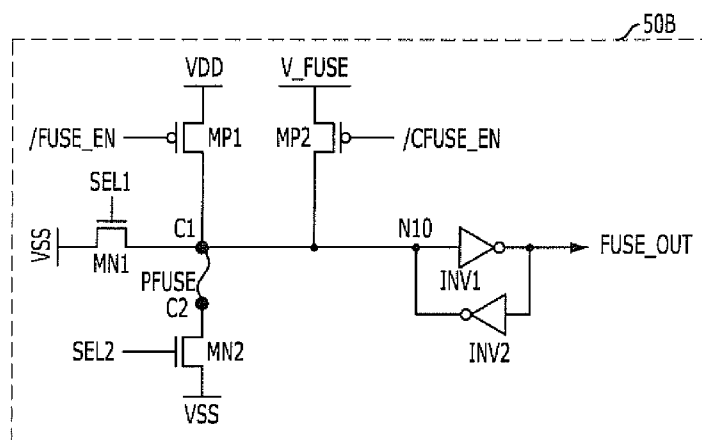 50B
VDD
V_FUSE
/FUSE_EN
MP1
MP2
/CFUSE_EN
SEL1
VSS
MN1
C1
N10
INV1
FUSE_OUT
PFUSE
C2
INV2
SEL2
MN2
VSS